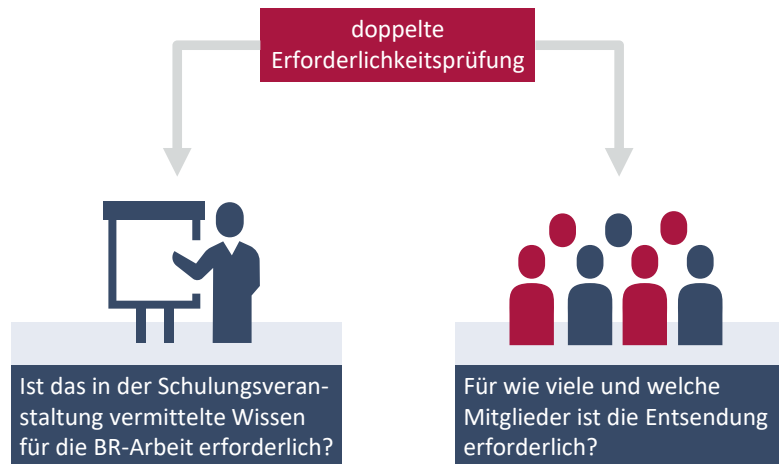 doppelte
Erforderlichkeitsprüfung
Ist das in der Schulungsveran-
staltung vermittelte Wissen
für die BR-Arbeit erforderlich?
Für wie viele und welche
Mitglieder ist die Entsendung
erforderlich?